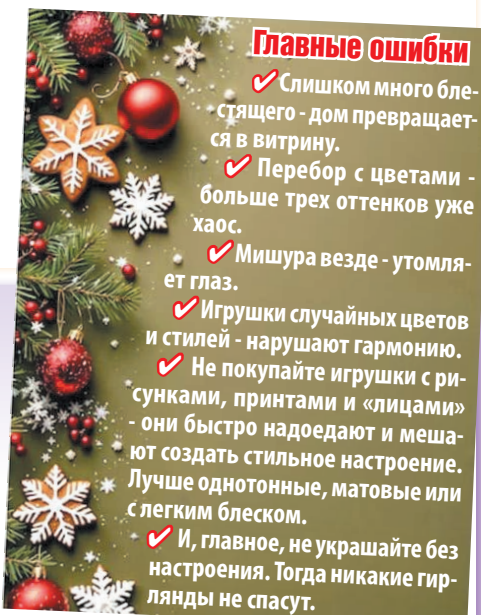 Главные ошибки
✔Слишком много бле-
стящего - дом превращает-
ся в витрину.
✔ Перебор с цветами -
больше трех оттенков уже
хаос.
✔Мишура везде - утомля-
ет глаз.
✔Игрушки случайных цветов
и стилей - нарушают гармонию.
✔ Не покупайте игрушки с ри-
сунками, принтами и «лицами»
- они быстро надоедают и меша-
ют создать стильное настроение.
Лучше однотонные, матовые или
с легким блеском.
✔ И, главное, не украшайте без
настроения. Тогда никакие гир-
лянды не спасут.